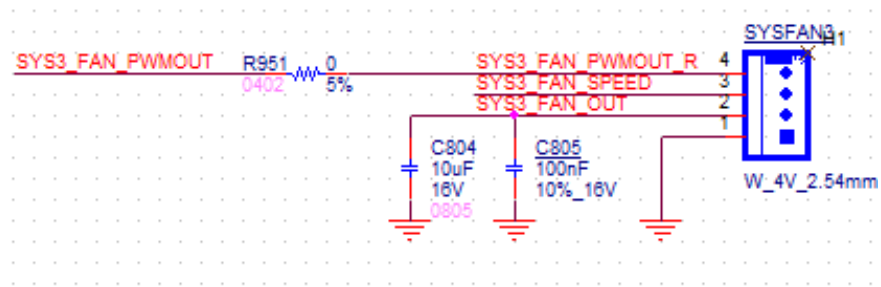 SYSFAN3
H1
SYS3_FAN_PWMOUT
R951
0
SYS3_FAN_PWMOUT_R
4
0402
5%
SYS3_FAN_SPEED
3
SYS3_FAN_OUT
2
1
C804
C805
10uF
100nF
16V
10%_16V
0805
W_4V_2.54mm